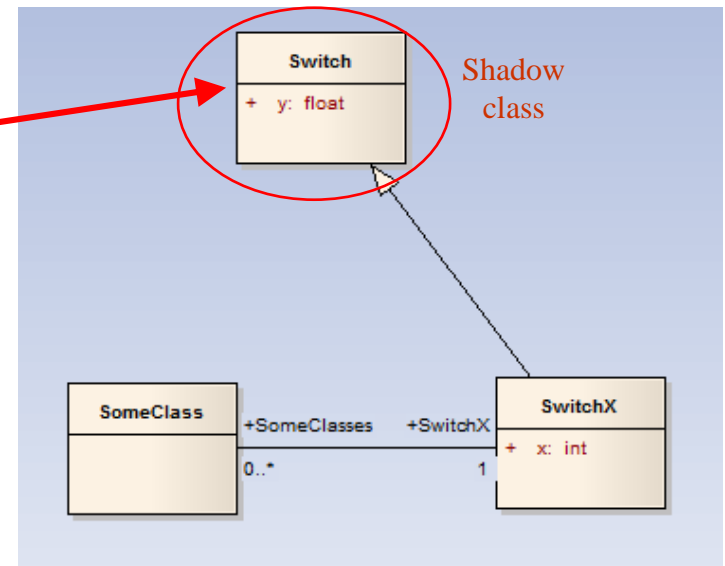 Switch
+ y: float
Shadow
class
SomeClass
+SomeClasses +SwitchX
0..* 1
SwitchX
+ x: int